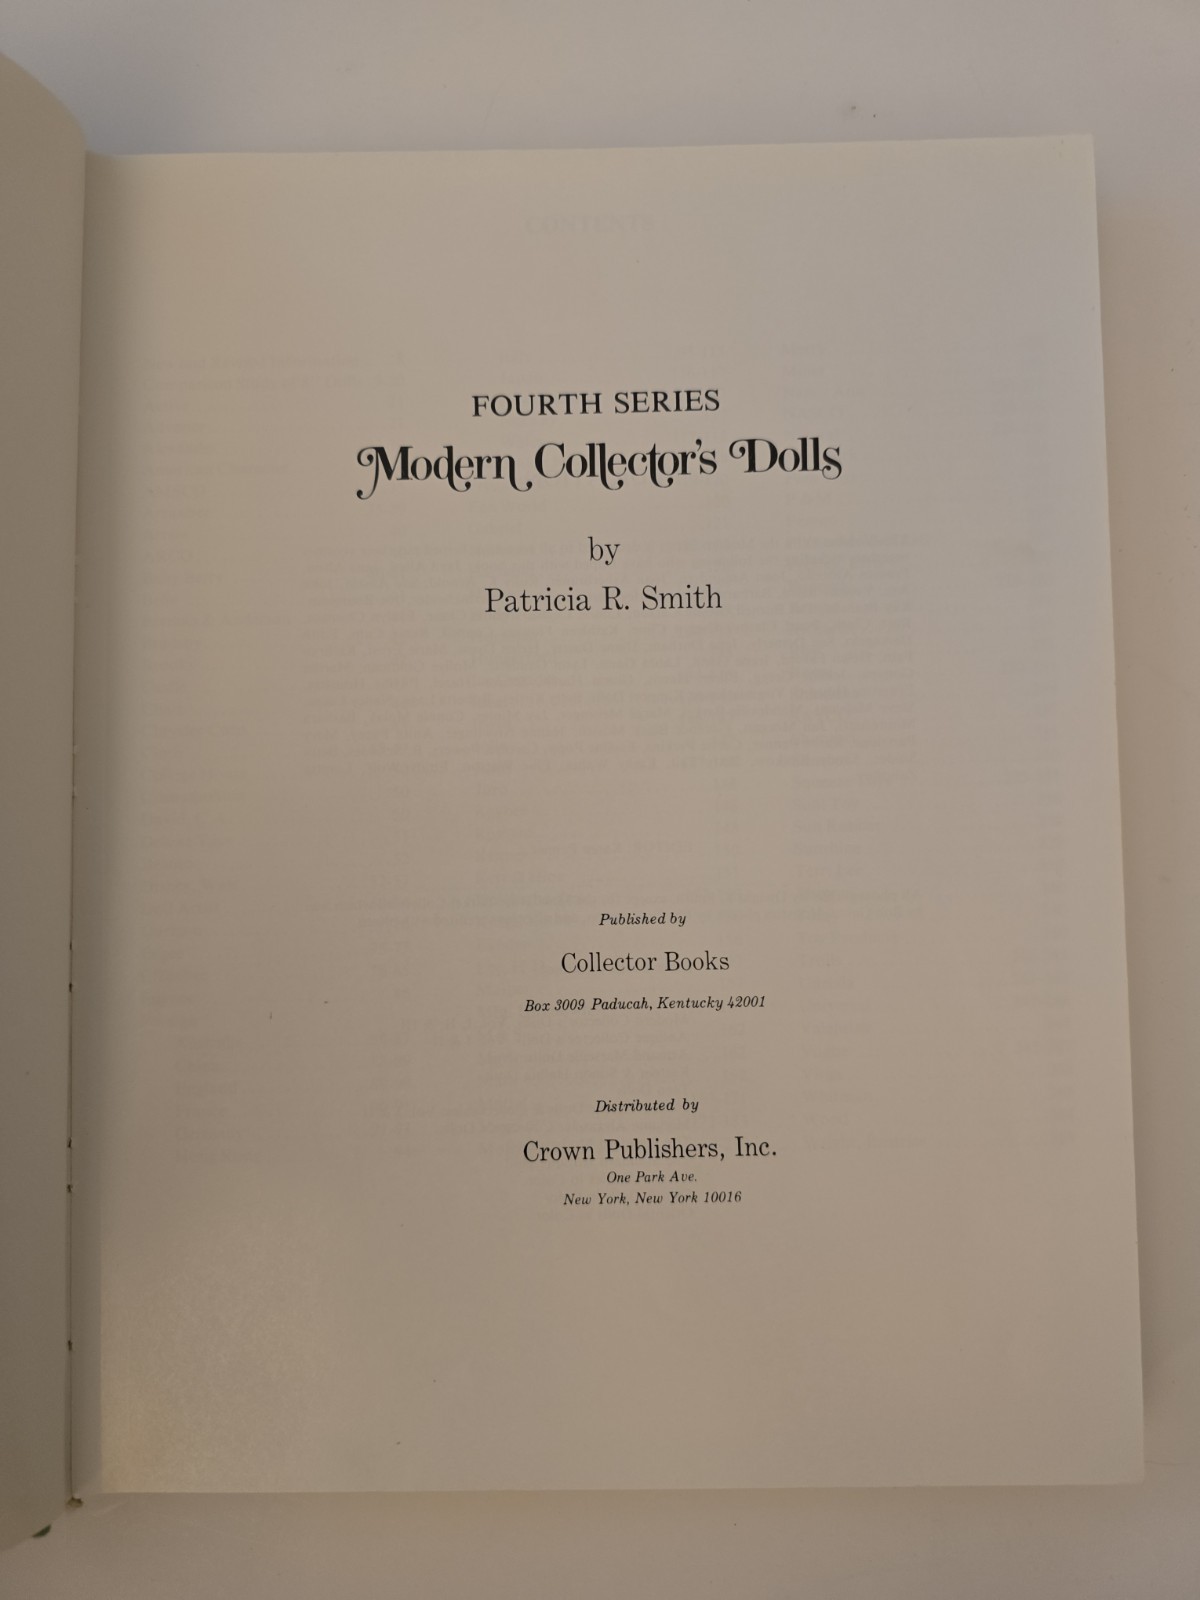 FOURTH SERIES
Modern Collector's Dolls
by
Patricia R. Smith
Published by
Collector Books
Box 3009 Paducah, Kentucky 42001
Distributed by
Crown Publishers, Inc.
One Park Ave.
New York, New York 10016